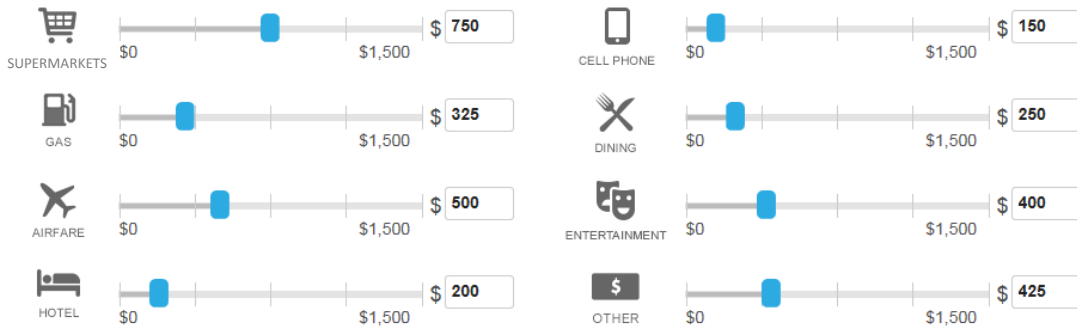 $ 750
$0 $1,500
SUPERMARKETS
$ 150
$0 $1,500
CELL PHONE
$ 325
$0 $1,500
GAS
$ 250
$0 $1,500
DINING
$ 500
$0 $1,500
AIRFARE
$ 400
$0 $1,500
ENTERTAINMENT
$ 200
$0 $1,500
HOTEL
$
$ 425
$0 $1,500
OTHER